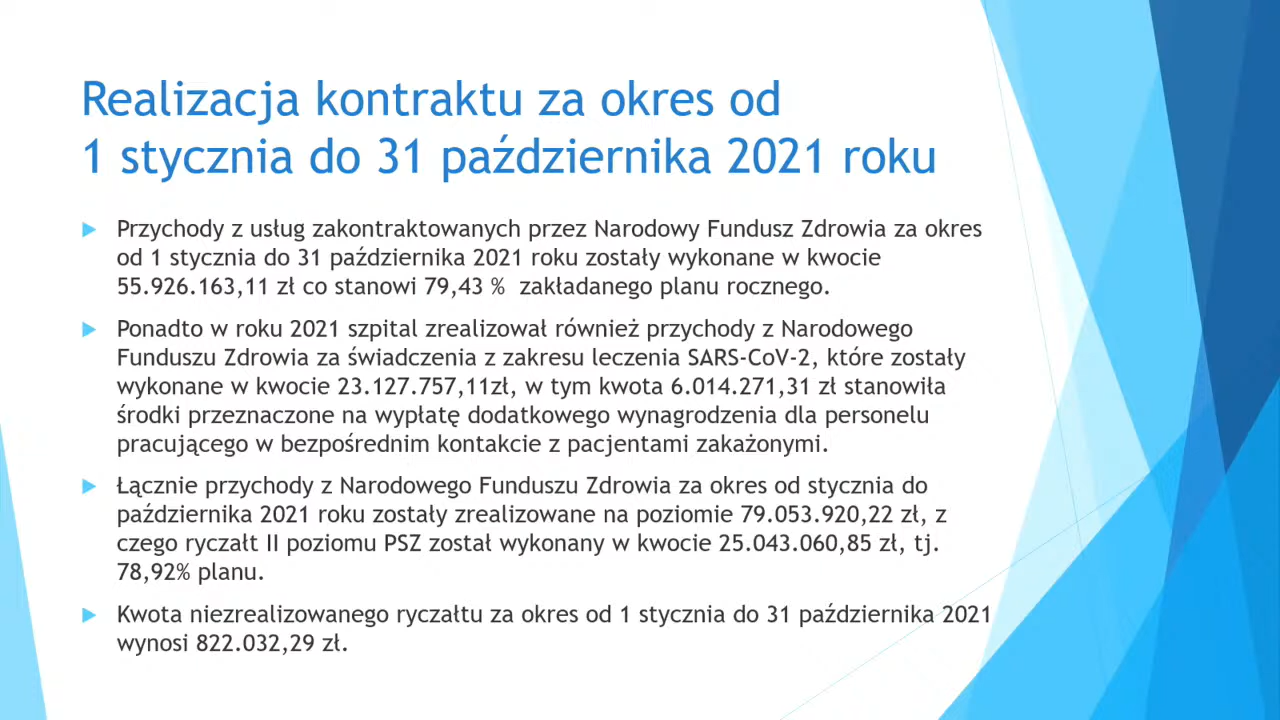 Realizacja kontraktu za okres od
1 stycznia do 31 października 2021 roku
Przychody z usług zakontraktowanych przez Narodowy Fundusz Zdrowia za okres
od 1 stycznia do 31 października 2021 roku zostały wykonane w kwocie
55.926.163,11 zł co stanowi 79,43 % zakładanego planu rocznego.
Ponadto w roku 2021 szpital zrealizował również przychody z Narodowego
Funduszu Zdrowia za świadczenia z zakresu leczenia SARS-CoV-2, które zostały
wykonane w kwocie 23.127.757,11zł, w tym kwota 6.014.271,31 zł stanowiła
środki przeznaczone na wypłatę dodatkowego wynagrodzenia dla personelu
pracującego w bezpośrednim kontakcie z pacjentami zakażonymi.
Łącznie przychody z Narodowego Funduszu Zdrowia za okres od stycznia do
października 2021 roku zostały zrealizowane na poziomie 79.053.920,22 zł, z
czego ryczałt II poziomu PSZ został wykonany w kwocie 25.043.060,85 zł, tj.
78,92% planu.
Kwota niezrealizowanego ryczałtu za okres od 1 stycznia do 31 października 2021
wynosi 822.032,29 zł.